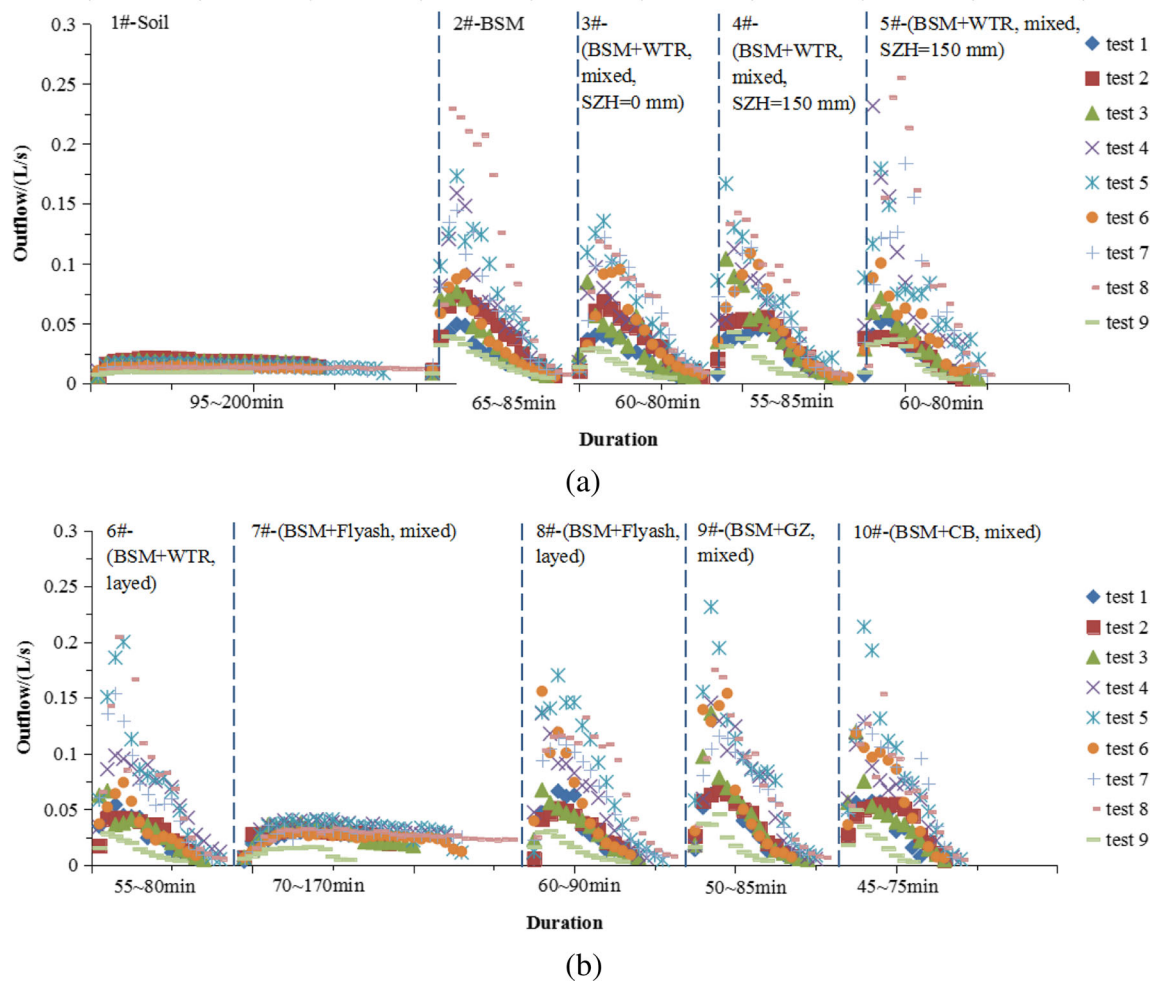 0.3
0.25
0.2
0.15
0.1
0.05
0
Outflow/(L/s)
1#-Soil
2#-BSM
3#-
(BSM+WTR,
mixed,
SZH=0 mm)
4#-
(BSM+WTR,
mixed,
SZH=150 mm)
5#-(BSM+WTR, mixed,
SZH=150 mm)
test 1
test 2
test 3
test 4
test 5
test 6
test 7
test 8
test 9
95~200min
65~85min
60~80min
55~85min
60~80min
Duration
(a)
0.3
0.25
0.2
0.15
0.1
0.05
0
Outflow/(L/s)
6#-
(BSM+WTR,
layed)
7#-(BSM+Flyash, mixed)
8#-(BSM+Flyash,
layed)
9#-(BSM+GZ,
mixed)
10#-(BSM+CB, mixed)
test 1
test 2
test 3
test 4
test 5
test 6
test 7
test 8
test 9
55~80min
70~170min
60~90min
50~85min
45~75min
Duration
(b)